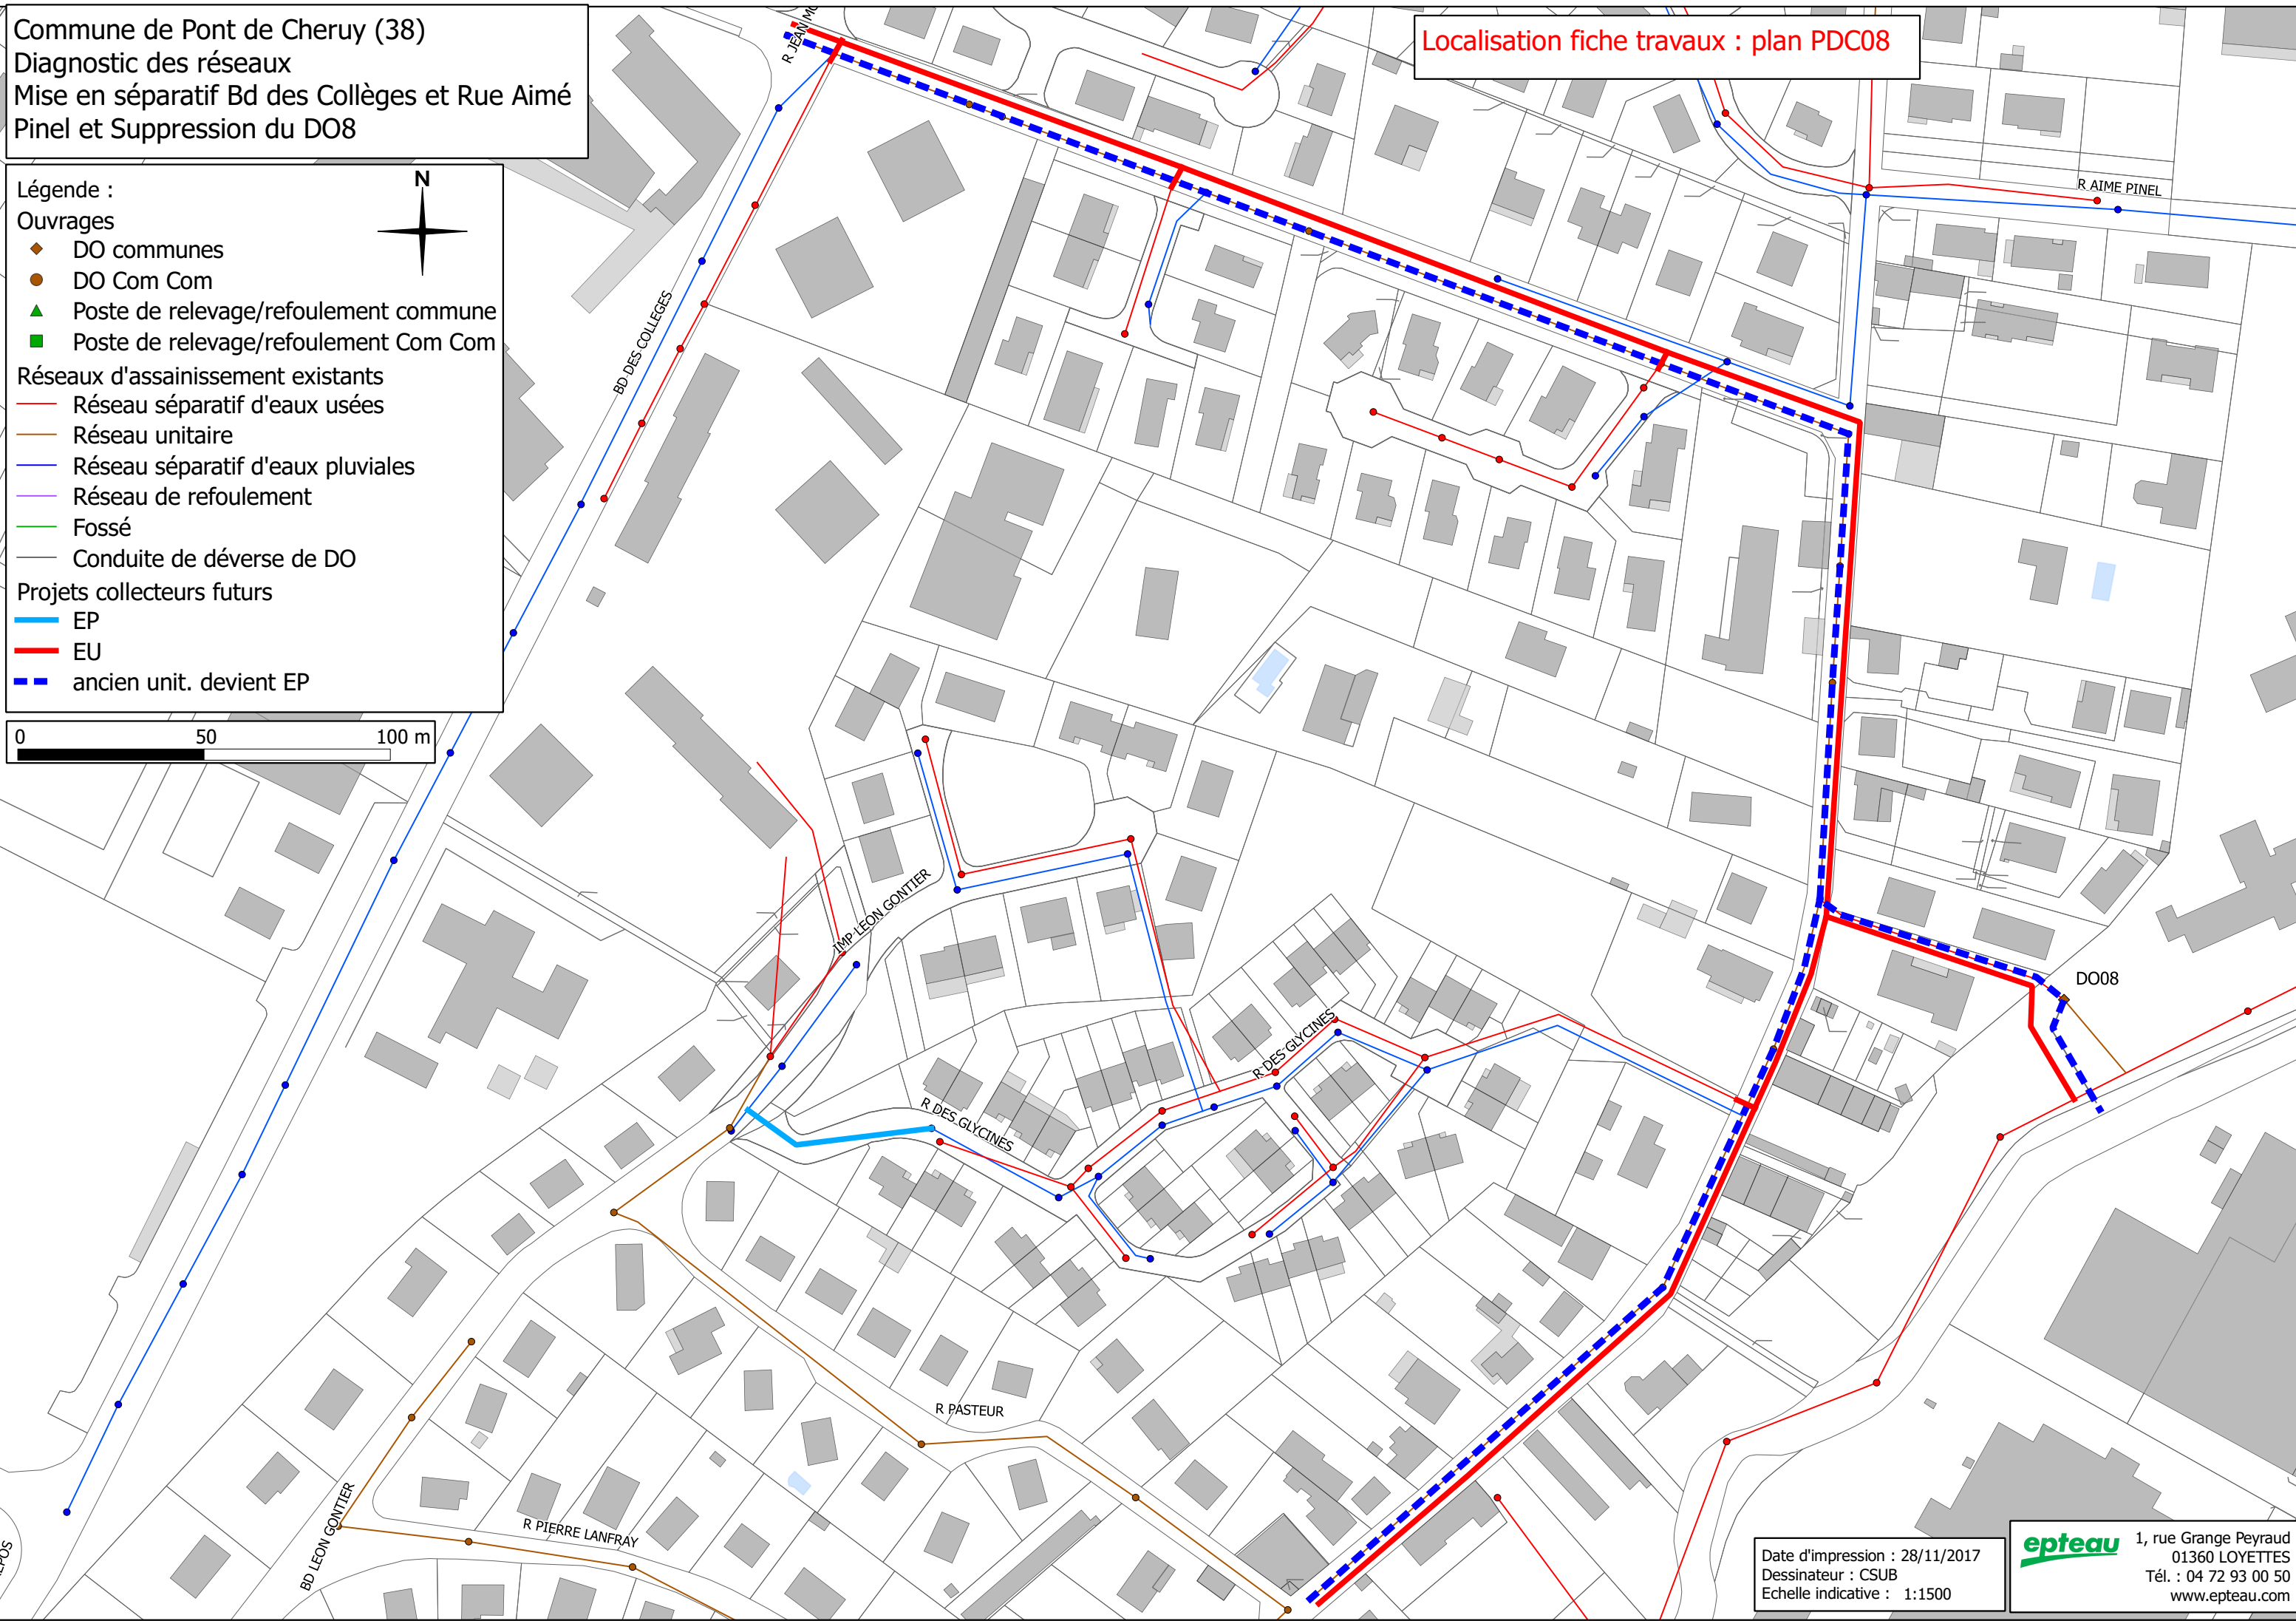 Commune de Pont de Cheruy (38)
Diagnostic des réseaux
Mise en séparatif Bd des Collèges et Rue Aimé
Pinel et Suppression du DO8
Localisation fiche travaux : plan PDC08
Légende :
N
Ouvrages
DO communes
DO Com Com
Poste de relevage/refoulement commune
Poste de relevage/refoulement Com Com
Réseaux d'assainissement existants
Réseau séparatif d'eaux usées
Réseau unitaire
Réseau séparatif d'eaux pluviales
Réseau de refoulement
Fossé
Conduite de déverse de DO
Projets collecteurs futurs
EP
EU
ancien unit. devient EP
0 50 100 m
R JEAN
R AIME PINEL
BD DES COLLEGES
IMP LEON GONTIER
DO08
R DES GLYCINES
R DES GLYCINES
R PASTEUR
BD LEON GONTIER
R PIERRE LANFRAY
Date d'impression : 28/11/2017
Dessinateur : CSUB
Echelle indicative : 1:1500
epteau
1, rue Grange Peyraud
01360 LOYETTES
Tél. : 04 72 93 00 50
www.epteau.com